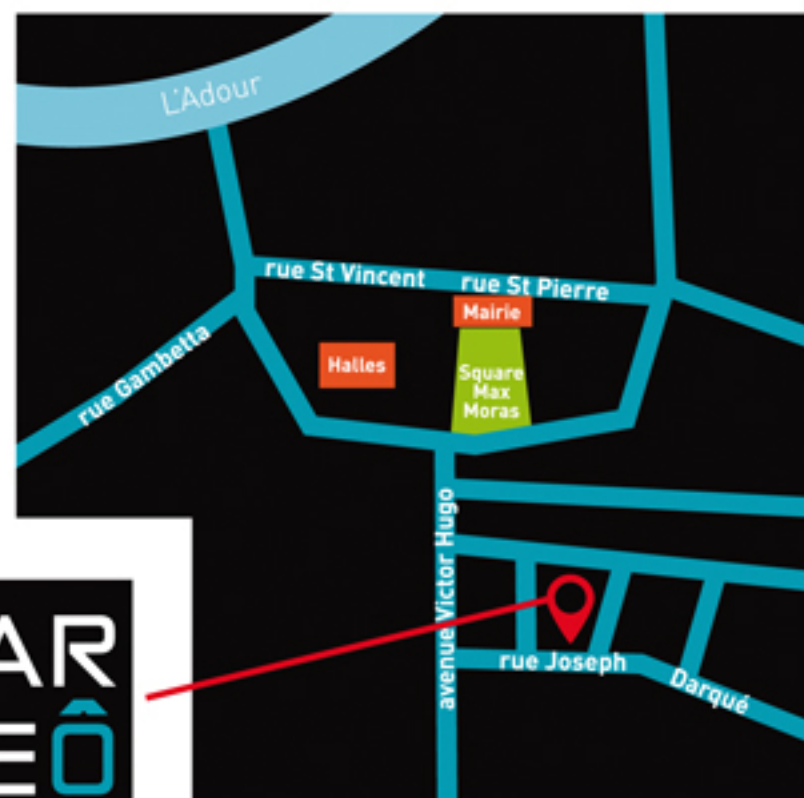 L'Adour
rue St Vincent
rue St Pierre
Mairie
Halles
Square
Max
Moras
rue Gambetta
avenue Victor Hugo
rue Joseph
Darqué
AR
EÔ